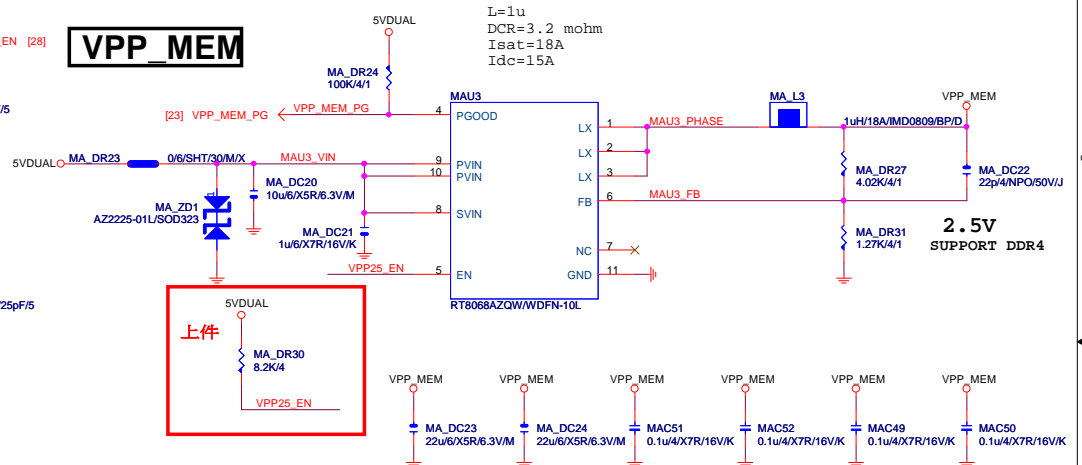 L=1u
DCR=3.2 mohm
Isat=18A
Idc=15A
_EN [28]
VPP_MEM
5VDUAL
MA_DR24
100K/4/1
/5
[23] VPP_MEM_PG
VPP_MEM_PG
4
MAU3
PGOOD
LX
1
MAU3_PHASE
MA_L3
1uH/18A/IMD0809/BP/D
VPP_MEM
LX
2
5VDUAL
MA_DR23
0/6/SHT/30/M/X
MAU3_VIN
9
PVIN
10
PVIN
LX
3
MA_DR27
4.02K/4/1
MA_DC22
22p/4/NPO/50V/J
MA_DC20
10u/6/X5R/6.3V/M
1
MA_ZD1
AZ2225-01L/SOD323
8
SVIN
FB
6
MAU3_FB
MA_DC21
1u/6/X7R/16V/K
MA_DR31
1.27K/4/1
2.5V
SUPPORT DDR4
NC
7
VPP25_EN
5
EN
GND
11
RT8068AZQW/WDFN-10L
/25pF/5
5VDUAL
上件
MA_DR30
8.2K/4
VPP25_EN
VPP_MEM
VPP_MEM
VPP_MEM
VPP_MEM
VPP_MEM
VPP_MEM
MA_DC23
22u/6/X5R/6.3V/M
MA_DC24
22u/6/X5R/6.3V/M
MAC51
0.1u/4/X7R/16V/K
MAC52
0.1u/4/X7R/16V/K
MAC49
0.1u/4/X7R/16V/K
MAC50
0.1u/4/X7R/16V/K